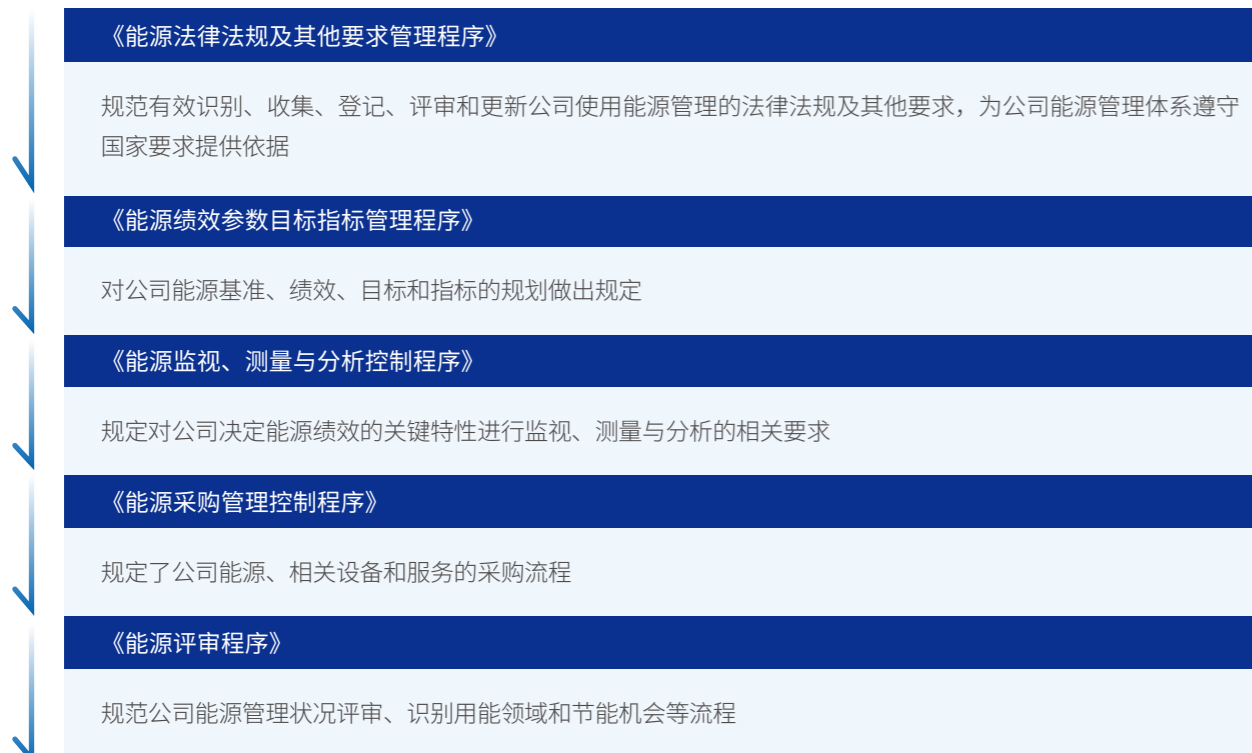 《能源法律法规及其他要求管理程序》
规范有效识别、收集、登记、评审和更新公司使用能源管理的法律法规及其他要求，为公司能源管理体系遵守
国家要求提供依据
《能源绩效参数目标指标管理程序》
对公司能源基准、绩效、目标和指标的规划做出规定
《能源监视、测量与分析控制程序》
规定对公司决定能源绩效的关键特性进行监视、测量与分析的相关要求
《能源采购管理控制程序》
规定了公司能源、相关设备和服务的采购流程
《能源评审程序》
规范公司能源管理状况评审、识别用能领域和节能机会等流程